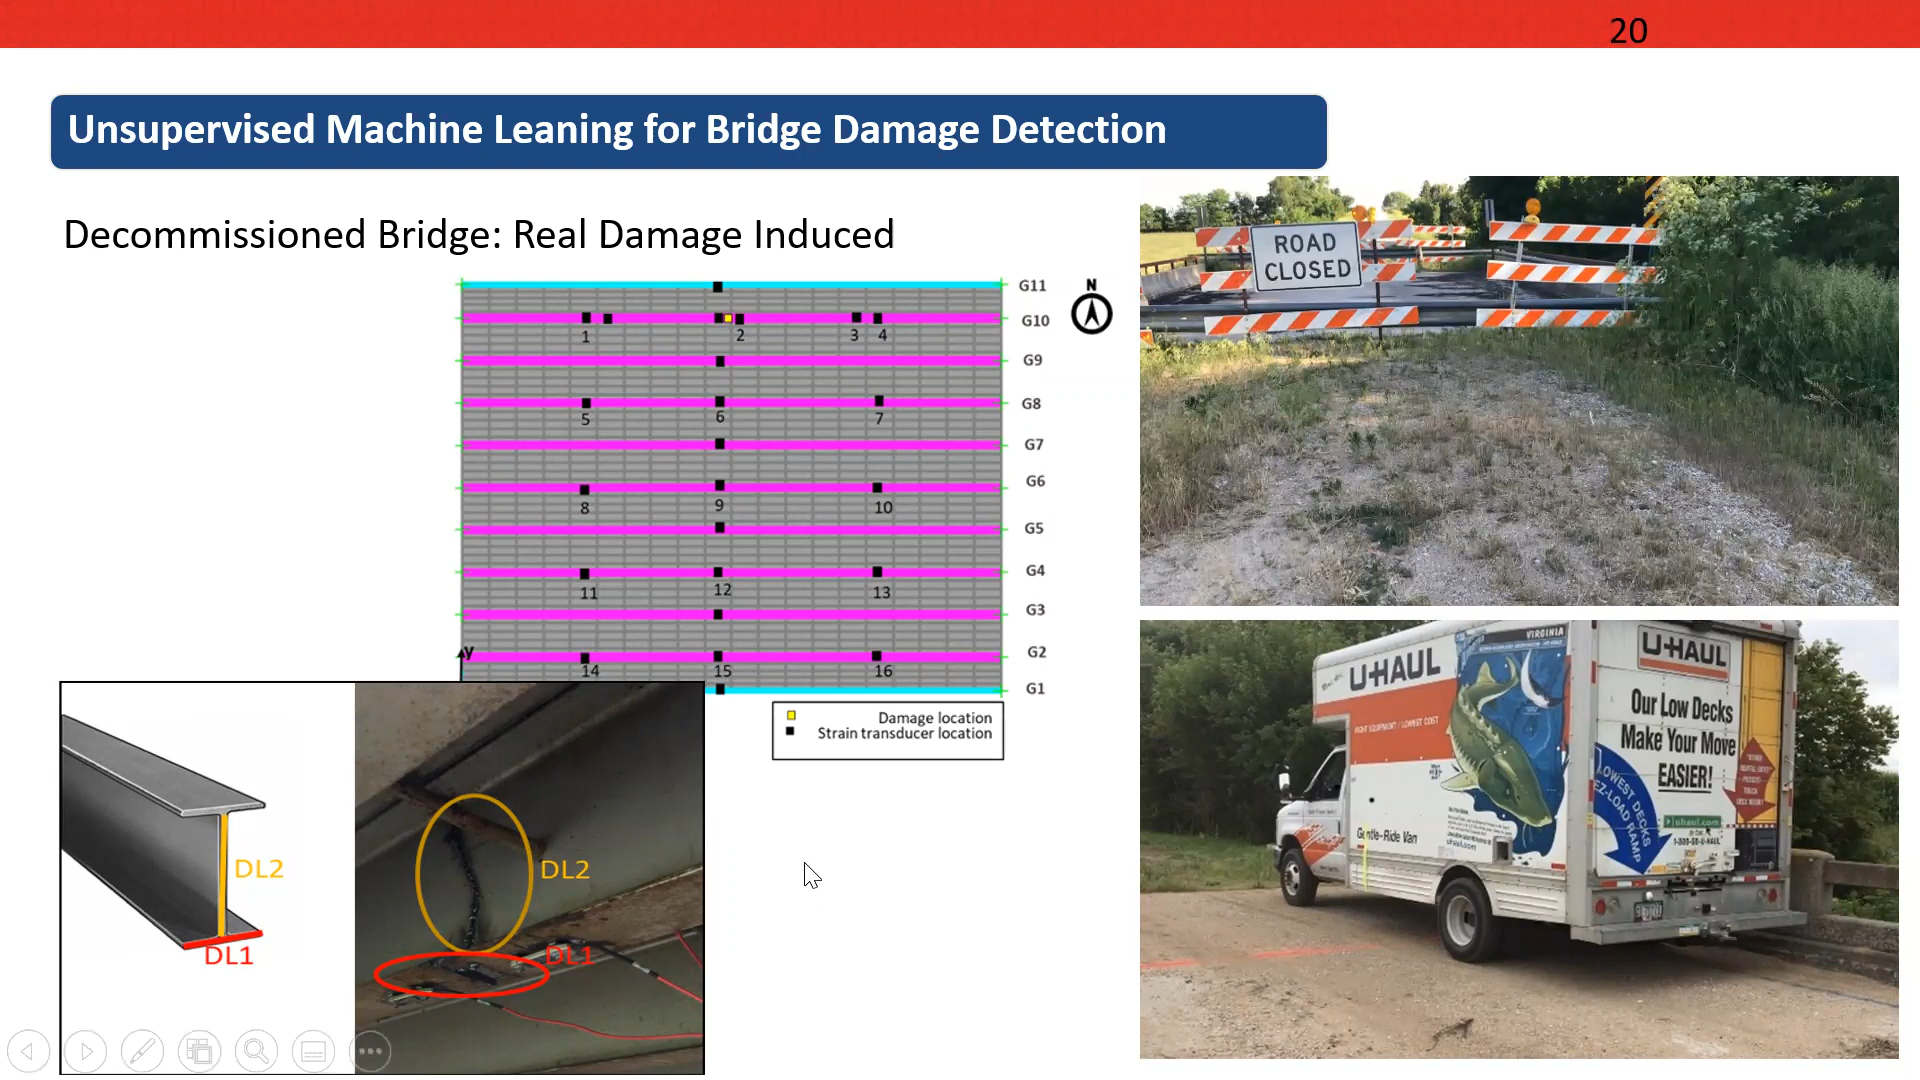 20
Unsupervised Machine Leaning for Bridge Damage Detection
Decommissioned Bridge: Real Damage Induced
G11
G10
G9
G8
G7
G6
G5
G4
G3
G2
G1
N
1
2
3
4
5
6
7
8
9
10
11
12
13
14
15
16
y
Damage location
Strain transducer location
DL2
DL1
DL2
DL1
ROAD
CLOSED
U-HAUL
VIRGINIA
Gentle-Ride Van
U-HAUL
Our Low Decks
Make Your Move
EASIER!
LOWEST DECKS
EZ-LOAD RAMP
uhaul.com